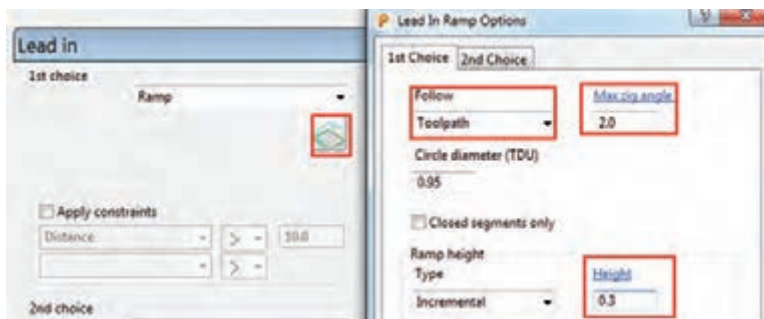 Lead in
1st choice
Ramp
Apply constraints
Distance > 10.0
>
2nd choice
Lead In Ramp Options
1st Choice 2nd Choice
Follow Max zig angle
Toolpath 2.0
Circle diameter (TDU)
0.95
Closed segments only
Ramp height
Type Height
Incremental 0.3